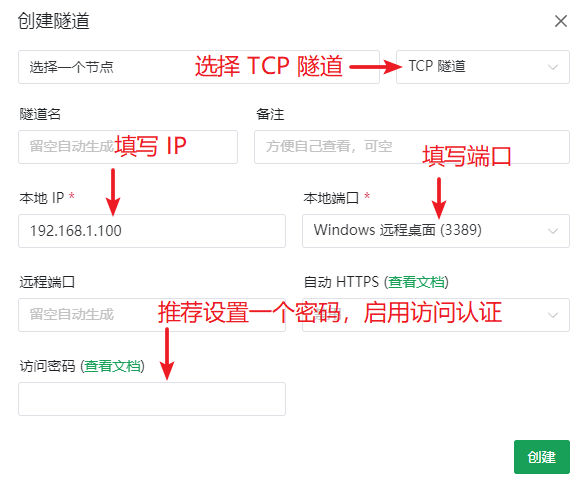 创建隧道
选择一个节点
选择 TCP 隧道
TCP 隧道
隧道名
备注
留空自动生成
填写 IP
方便自己查看，可空
填写端口
本地 IP *
本地端口 *
192.168.1.100
Windows 远程桌面 (3389)
远程端口
自动 HTTPS (查看文档)
留空自动生成
推荐设置一个密码，启用访问认证
访问密码 (查看文档)
创建